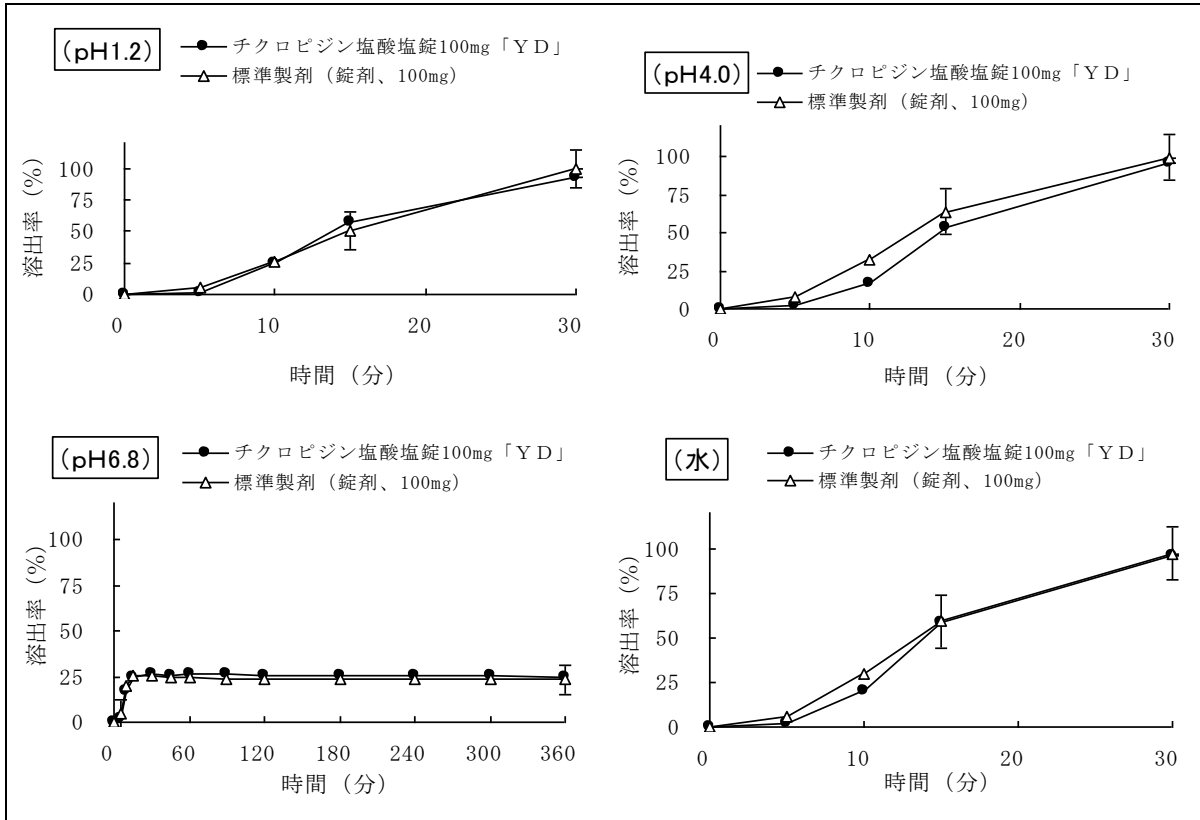 (pH1.2)
チクロピジン塩酸塩錠100mg「ＹＤ」
標準製剤（錠剤、100mg）
溶出率（%）
100
75
50
25
0
0 10 20 30
時間（分）
(pH4.0)
チクロピジン塩酸塩錠100mg「ＹＤ」
標準製剤（錠剤、100mg）
溶出率（%）
100
75
50
25
0
0 10 20 30
時間（分）
(pH6.8)
チクロピジン塩酸塩錠100mg「ＹＤ」
標準製剤（錠剤、100mg）
溶出率（%）
100
75
50
25
0
0 60 120 180 240 300 360
時間（分）
(水)
チクロピジン塩酸塩錠100mg「ＹＤ」
標準製剤（錠剤、100mg）
溶出率（%）
100
75
50
25
0
0 10 20 30
時間（分）